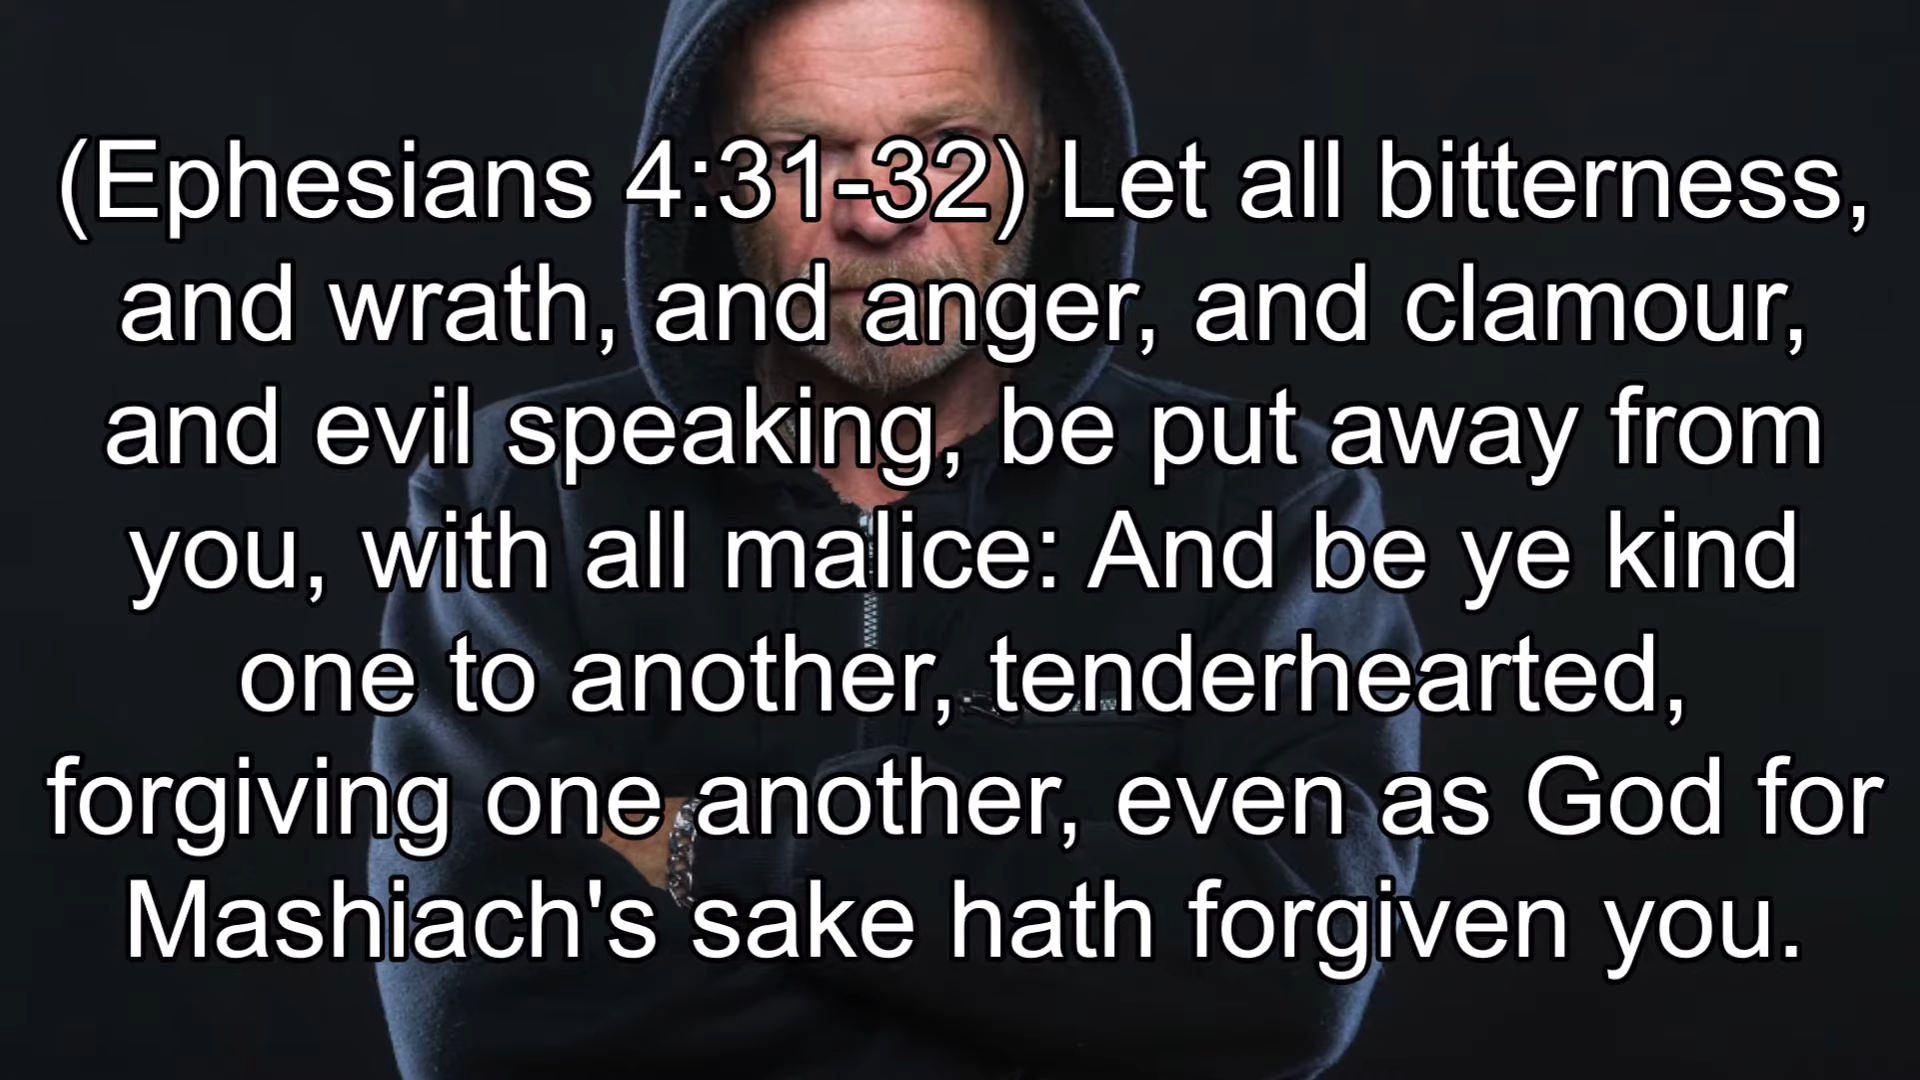 (Ephesians 4:31-32) Let all bitterness,
and wrath, and anger, and clamour,
and evil speaking, be put away from
you, with all malice: And be ye kind
one to another, tenderhearted,
forgiving one another, even as God for
Mashiach's sake hath forgiven you.